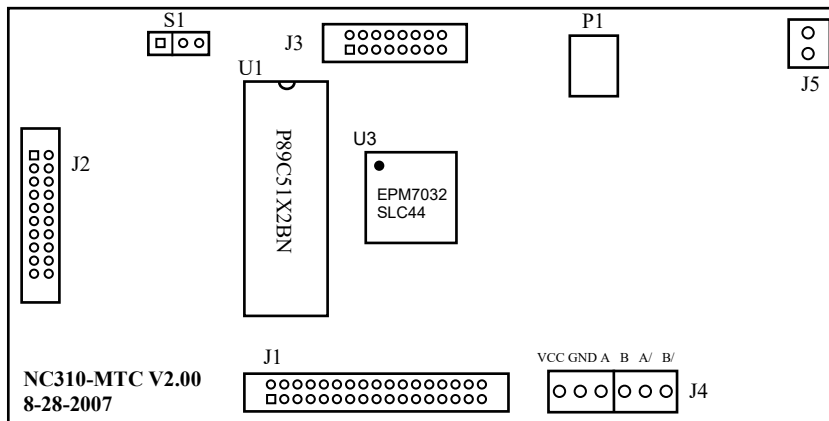 S1
J3
P1
J5
U1
P89C51X2BN
U3
EPM7032
SLC44
J2
J1
VCC GND A B A/ B/
J4
NC310-MTC V2.00
8-28-2007